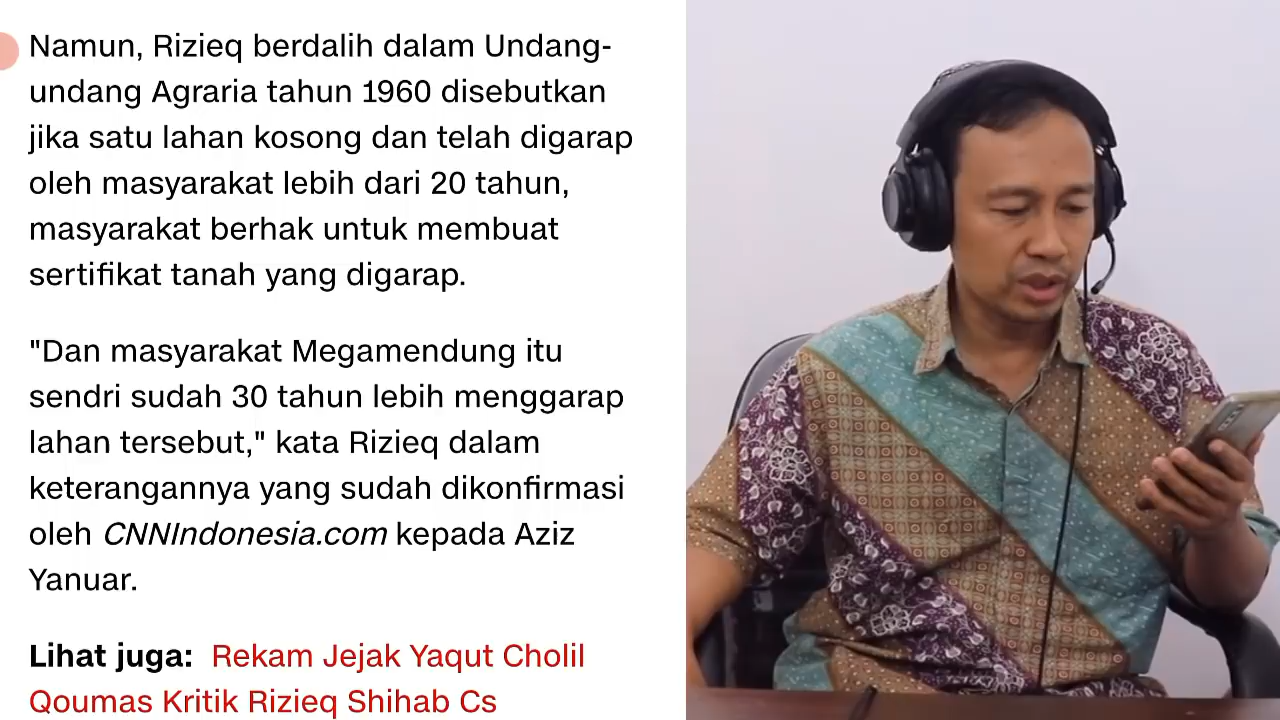 Namun, Rizieq berdalih dalam Undang-
undang Agraria tahun 1960 disebutkan
jika satu lahan kosong dan telah digarap
oleh masyarakat lebih dari 20 tahun,
masyarakat berhak untuk membuat
sertifikat tanah yang digarap.
"Dan masyarakat Megamendung itu
sendri sudah 30 tahun lebih menggarap
lahan tersebut," kata Rizieq dalam
keterangannya yang sudah dikonfirmasi
oleh CNNIndonesia.com kepada Aziz
Yanuar.
Lihat juga: Rekam Jejak Yaqut Cholil
Qoumas Kritik Rizieq Shihab Cs